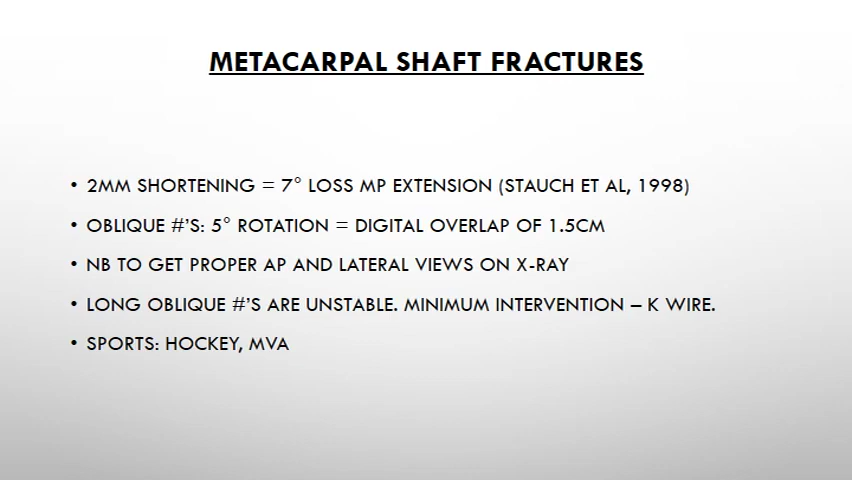 METACARPAL SHAFT FRACTURES
• 2MM SHORTENING = 7° LOSS MP EXTENSION (STAUCH ET AL, 1998)
• OBLIQUE #'S: 5° ROTATION = DIGITAL OVERLAP OF 1.5CM
• NB TO GET PROPER AP AND LATERAL VIEWS ON X-RAY
• LONG OBLIQUE #'S ARE UNSTABLE. MINIMUM INTERVENTION – K WIRE.
• SPORTS: HOCKEY, MVA